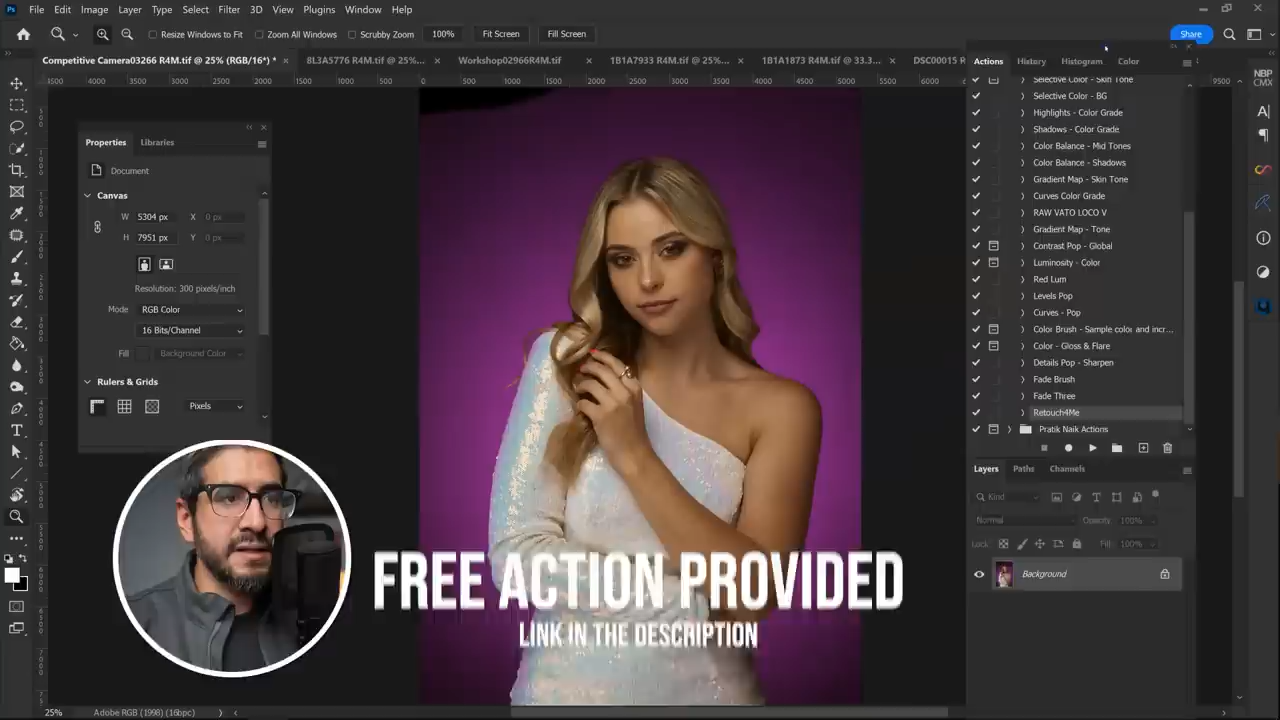 Ps File Edit Image Layer Type Select Filter 3D View Plugins Window Help
Resize Windows to Fit Zoom All Windows Scrubby Zoom 100% Fit Screen Fill Screen Share
Competitive Camera03266 R4M.tif @ 25% (RGB/16*) * × 8L3A5776 R4M.tif @ 25%... × Workshop02966R4M.tif × 1B1A7933 R4M.tif @ 25%... × 1B1A1873 R4M.tif @ 33.3... × DSC00015 R
Actions History Histogram Color
Selective Color - Skin Tone
Selective Color - BG
Highlights - Color Grade
Shadows - Color Grade
Color Balance - Mid Tones
Color Balance - Shadows
Gradient Map - Skin Tone
Curves Color Grade
RAW VATO LOCO V
Gradient Map - Tone
Contrast Pop - Global
Luminosity - Color
Red Lum
Levels Pop
Curves - Pop
Color Brush - Sample color and incr...
Color - Gloss & Flare
Details Pop - Sharpen
Fade Brush
Fade Three
Retouch4Me
Pratik Naik Actions
NBP
CMX
Properties Libraries
Document
Canvas
W 5304 px X 0 px
H 7951 px Y 0 px
Resolution: 300 pixels/inch
Mode RGB Color
16 Bits/Channel
Fill Background Color
Rulers & Grids
Pixels
Layers Paths Channels
Kind
Normal Opacity: 100%
Lock: Fill: 100%
Background
FREE ACTION PROVIDED
LINK IN THE DESCRIPTION
25% Adobe RGB (1998) (16bpc)